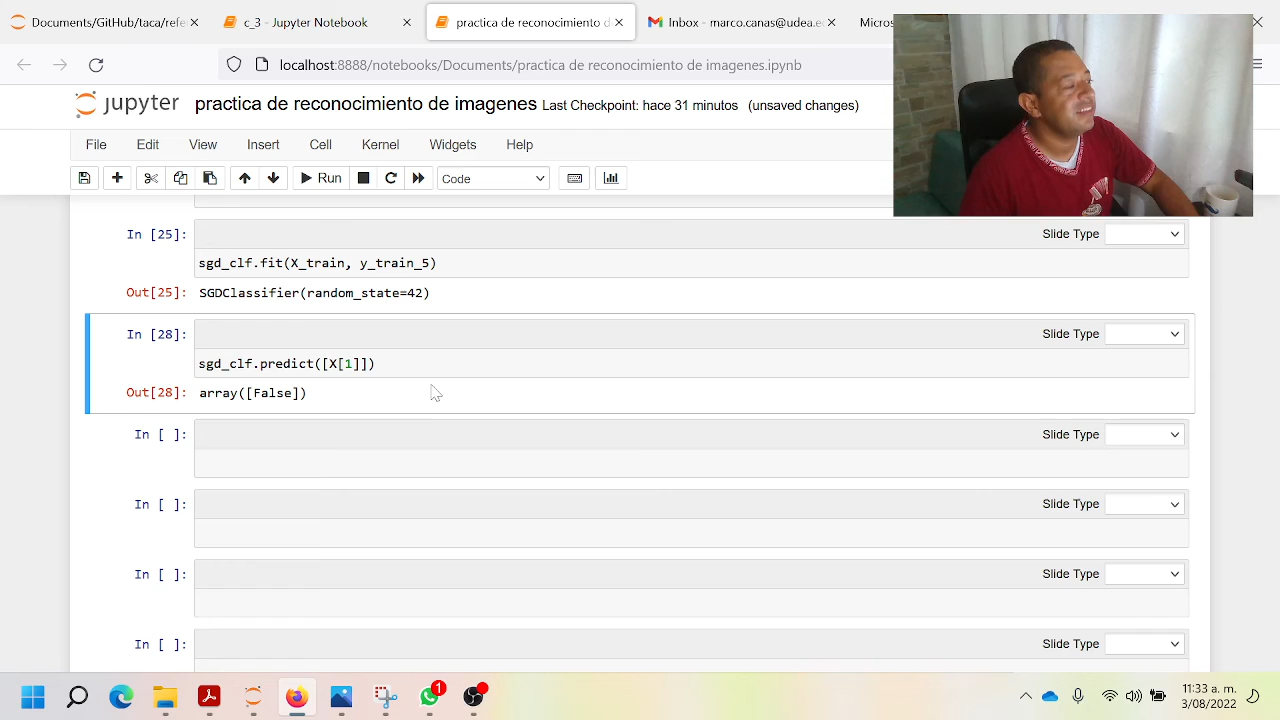 Documents/GitHub/taca/refe
c_3 - Jupyter Notebook
practica de reconocimiento d
Inbox - marco.canas@udea.ec
Micros
localhost:8888/notebooks/Documents/practica de reconocimiento de imagenes.ipynb
jupyter practica de reconocimiento de imagenes Last Checkpoint: hace 31 minutos (unsaved changes)
File Edit View Insert Cell Kernel Widgets Help
Run Code
In [25]: Slide Type
sgd_clf.fit(X_train, y_train_5)
Out[25]: SGDClassifier(random_state=42)
In [28]: Slide Type
sgd_clf.predict([X[1]])
Out[28]: array([False])
In [ ]: Slide Type
In [ ]: Slide Type
In [ ]: Slide Type
In [ ]: Slide Type
1
11:33 a. m.
3/08/2022